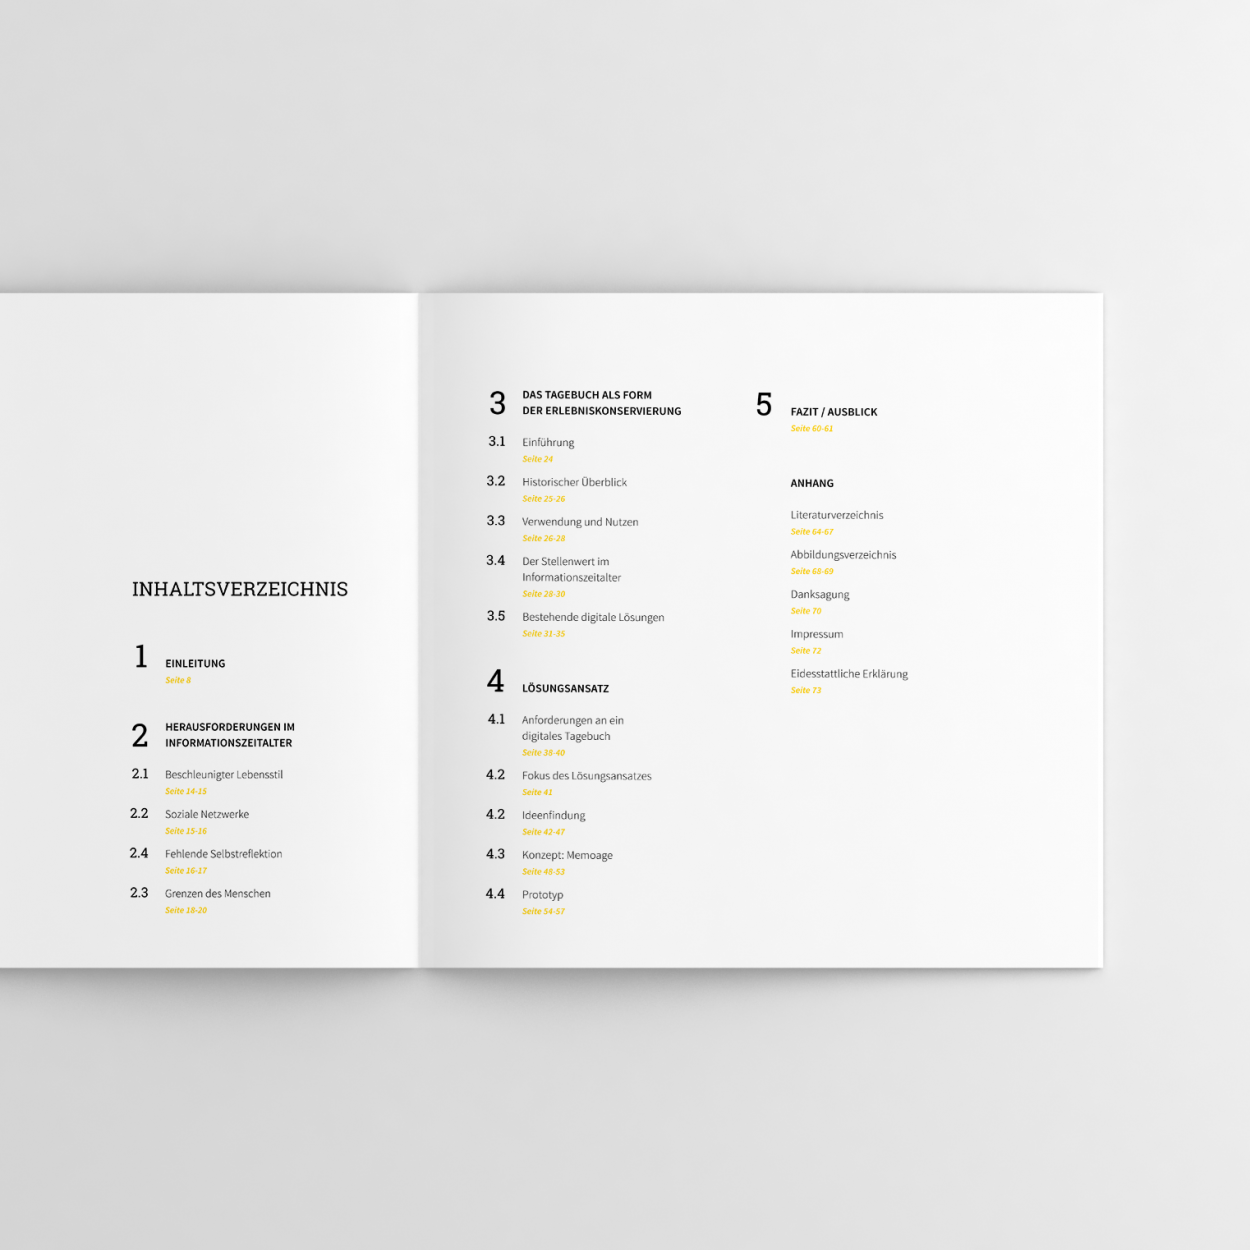 INHALTSVERZEICHNIS
1 EINLEITUNG
Seite 8
2 HERAUSFORDERUNGEN IM
INFORMATIONSZEITALTER
2.1 Beschleunigter Lebensstil
Seite 14-15
2.2 Soziale Netzwerke
Seite 15-16
2.4 Fehlende Selbstreflektion
Seite 16-17
2.3 Grenzen des Menschen
Seite 18-20
3 DAS TAGEBUCH ALS FORM
DER ERLEBNISKONSERVIERUNG
3.1 Einführung
Seite 24
3.2 Historischer Überblick
Seite 25-26
3.3 Verwendung und Nutzen
Seite 26-28
3.4 Der Stellenwert im
Informationszeitalter
Seite 28-30
3.5 Bestehende digitale Lösungen
Seite 31-35
4 LÖSUNGSANSATZ
4.1 Anforderungen an ein
digitales Tagebuch
Seite 38-40
4.2 Fokus des Lösungsansatzes
Seite 41
4.2 Ideenfindung
Seite 42-47
4.3 Konzept: Memoage
Seite 48-53
4.4 Prototyp
Seite 54-57
5 FAZIT / AUSBLICK
Seite 60-61
ANHANG
Literaturverzeichnis
Seite 64-67
Abbildungsverzeichnis
Seite 68-69
Danksagung
Seite 70
Impressum
Seite 72
Eidesstattliche Erklärung
Seite 73